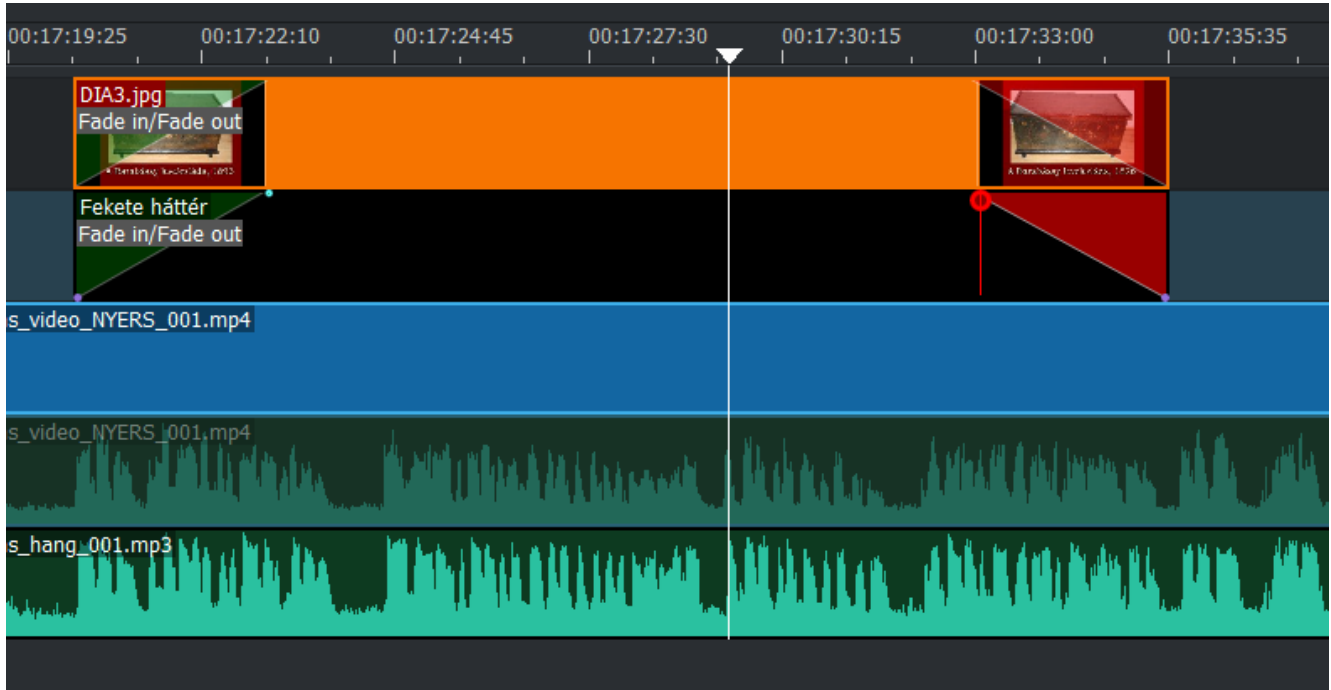 00:17:19:25 00:17:22:10 00:17:24:45 00:17:27:30 00:17:30:15 00:17:33:00 00:17:35:35
DIA3.jpg
Fade in/Fade out
Fekete háttér
Fade in/Fade out
s_video_NYERS_001.mp4
s_video_NYERS_001.mp4
s_hang_001.mp3